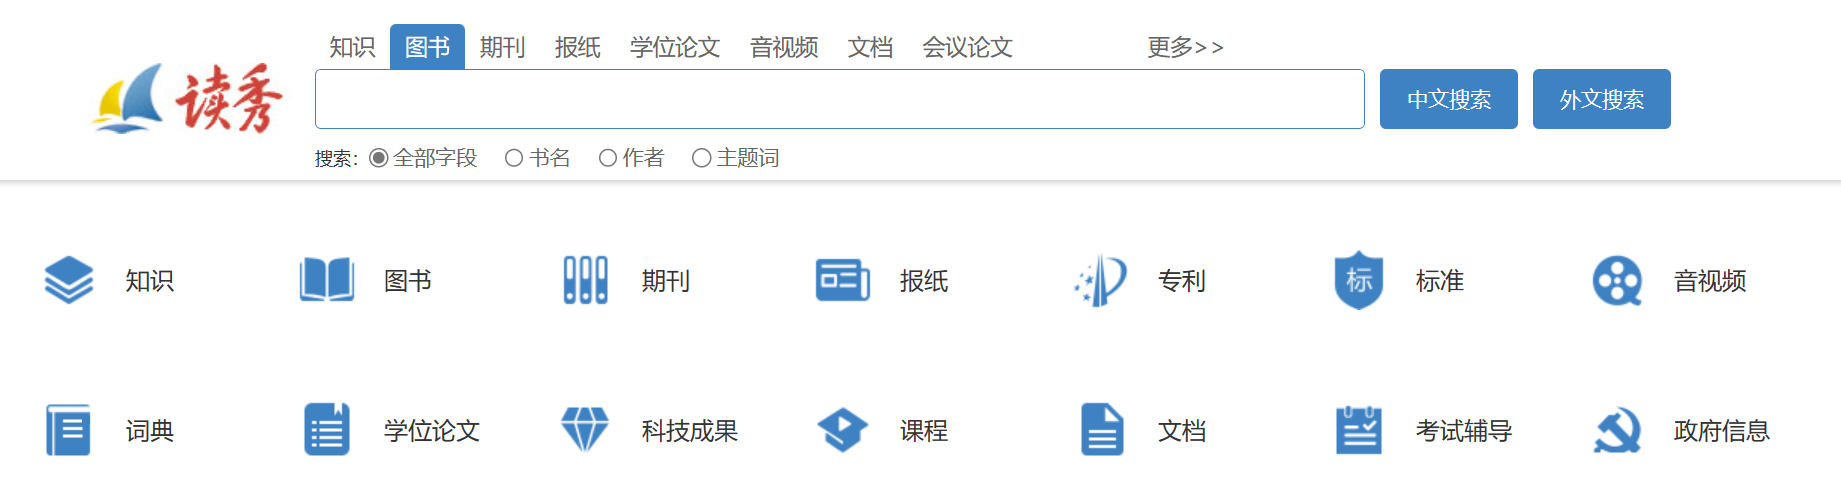 知识 图书 期刊 报纸 学位论文 音视频 文档 会议论文 更多>>
读秀 中文搜索 外文搜索
搜索: 全部字段 书名 作者 主题词
知识 图书 期刊 报纸 专利 标 标准 音视频
词典 学位论文 科技成果 课程 文档 考试辅导 政府信息